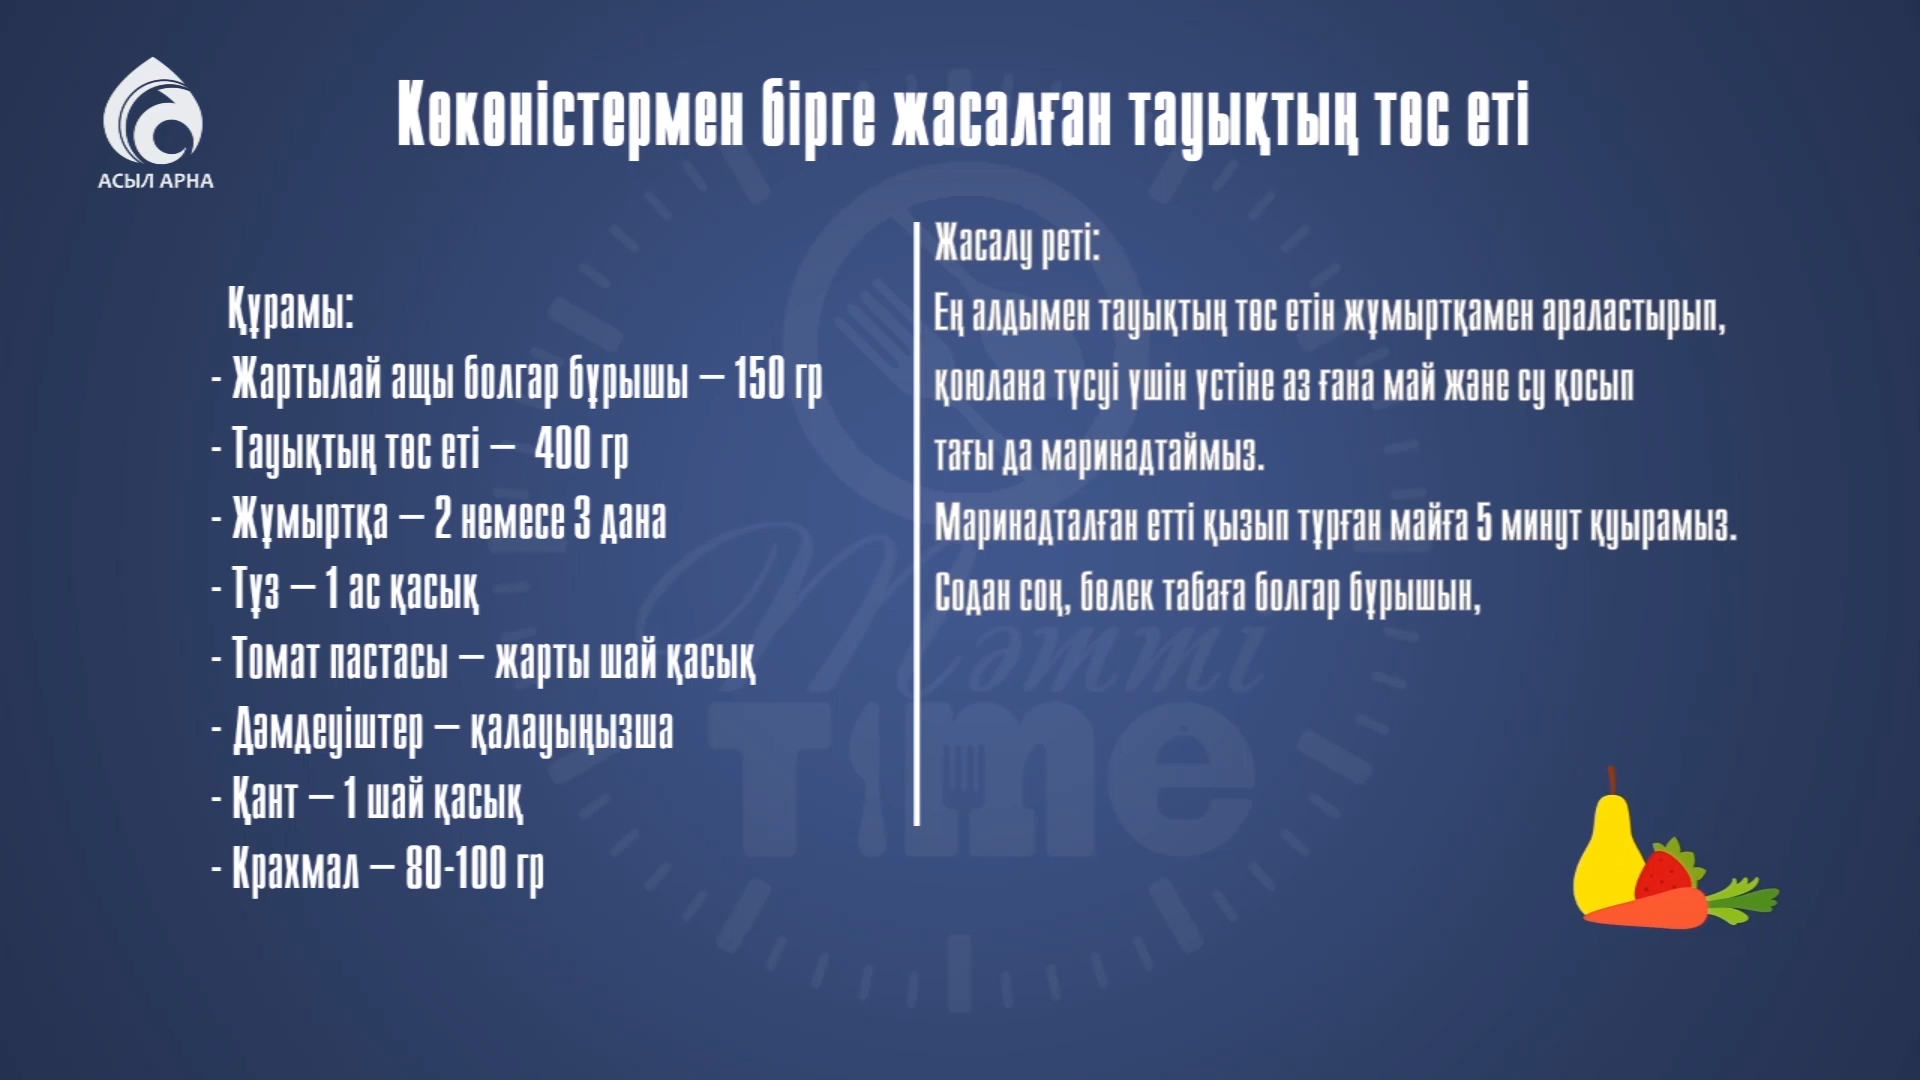 АСЫЛ АРНА
Көкөністермен бірге жасалған тауықтың төс еті
Құрамы:
- Жартылай ащы болгар бұрышы – 150 гр
- Тауықтың төс еті – 400 гр
- Жұмыртқа – 2 немесе 3 дана
- Тұз – 1 ас қасық
- Томат пастасы – жарты шай қасық
- Дәмдеуіштер – қалауыңызша
- Қант – 1 шай қасық
- Крахмал – 80-100 гр
Жасалу реті:
Ең алдымен тауықтың төс етін жұмыртқамен араластырып,
қоюлана түсуі үшін үстіне аз ғана май және су қосып
тағы да маринадтаймыз.
Маринадталған етті қызып тұрған майға 5 минут қуырамыз.
Содан соң, бөлек табаға болгар бұрышын,
Тәтті
тime